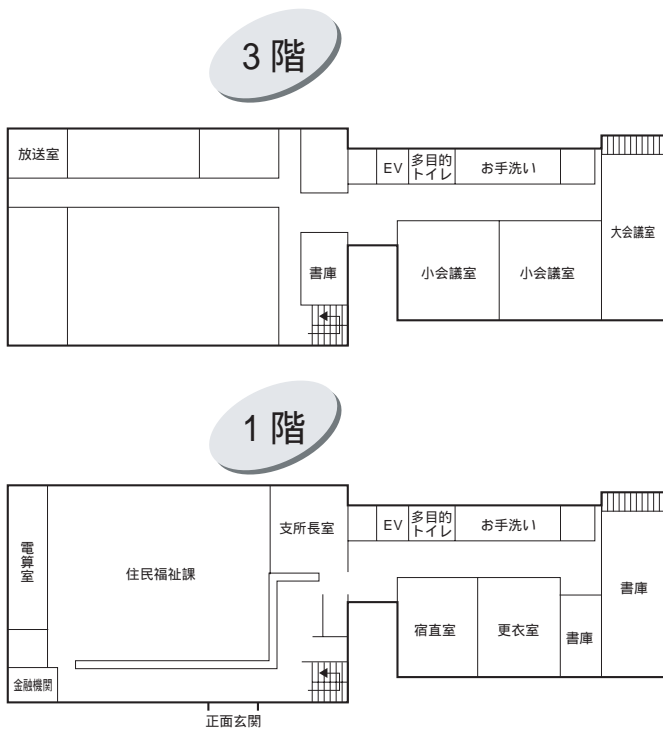 3階
放送室
EV
多目的
トイレ
お手洗い
大会議室
書庫
小会議室
小会議室
1階
電算室
住民福祉課
支所長室
EV
多目的
トイレ
お手洗い
宿直室
更衣室
書庫
書庫
金融機関
正面玄関